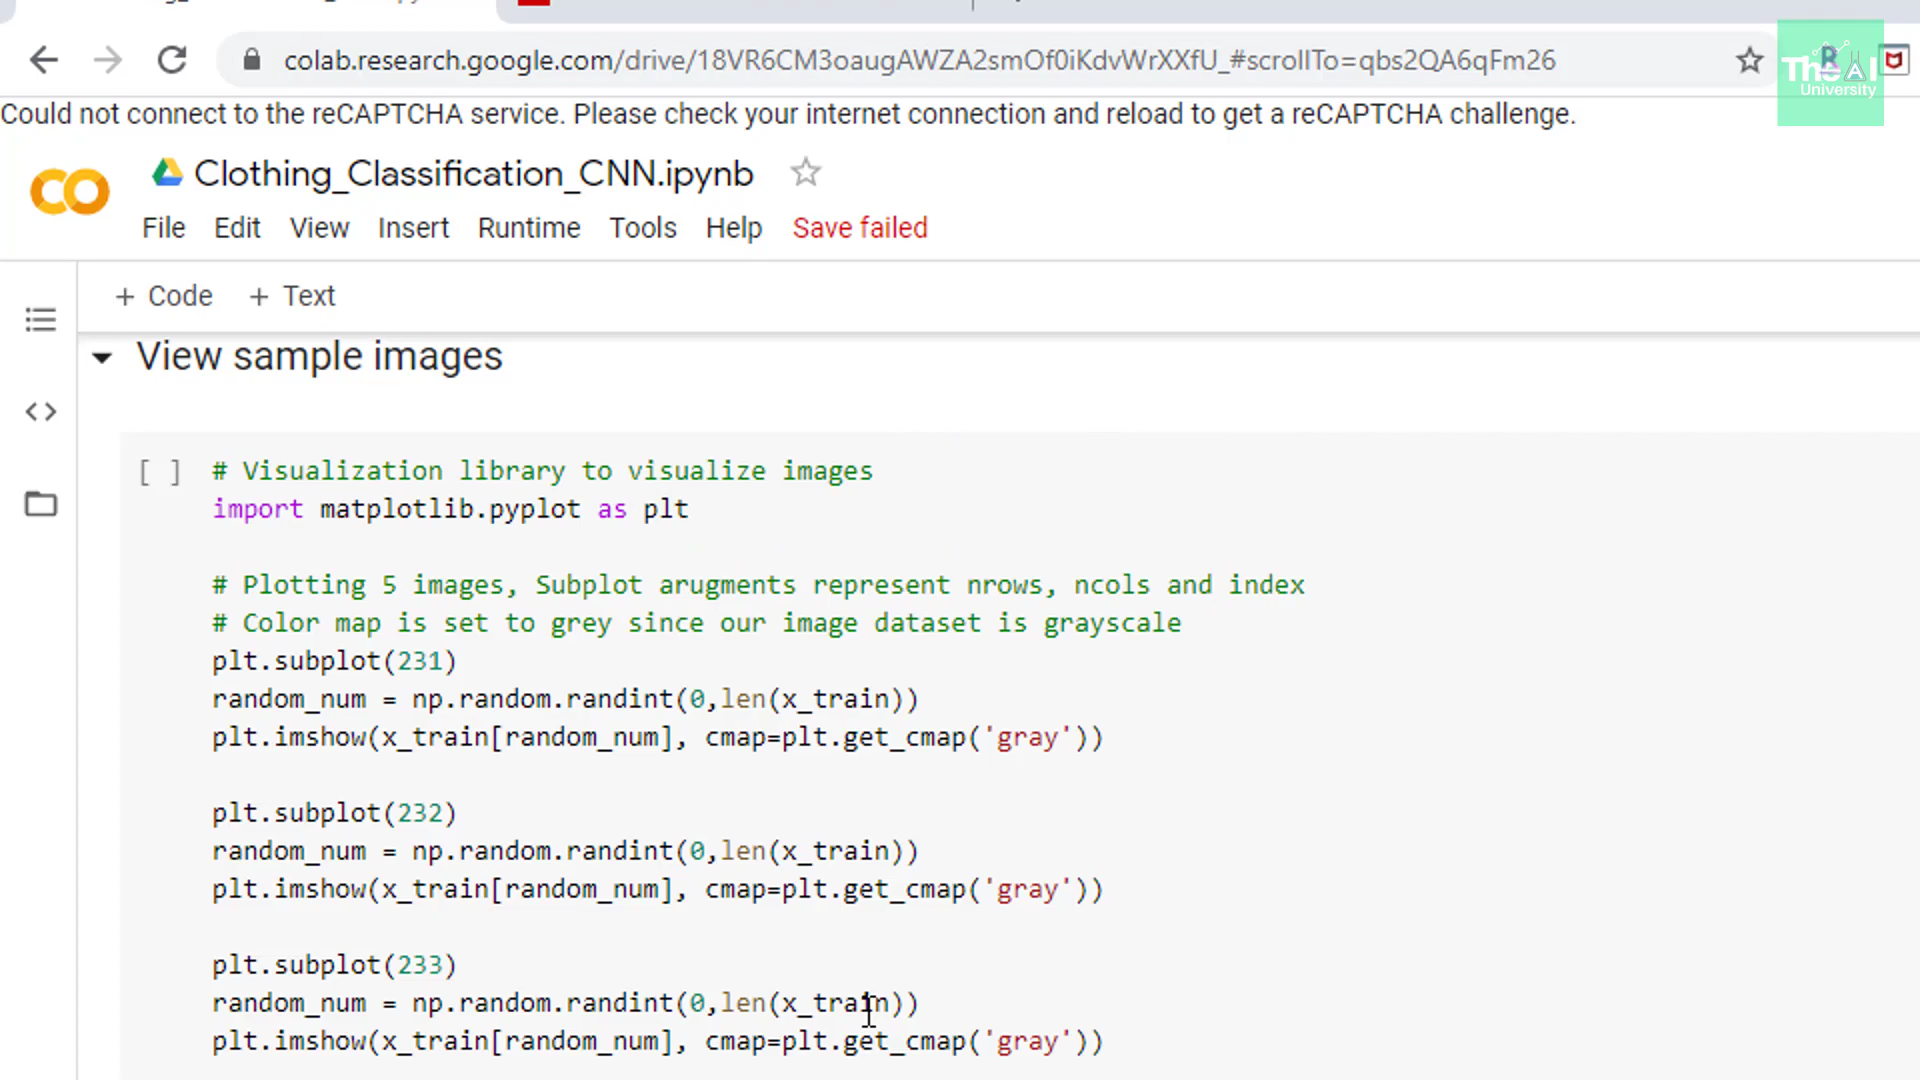 colab.research.google.com/drive/18VR6CM3oaugAWZA2smOf0iKdvWrXXfU_#scrollTo=qbs2QA6qFm26
The AI
University
Could not connect to the reCAPTCHA service. Please check your internet connection and reload to get a reCAPTCHA challenge.
Clothing_Classification_CNN.ipynb
File Edit View Insert Runtime Tools Help Save failed
+ Code + Text
View sample images
[ ] # Visualization library to visualize images
import matplotlib.pyplot as plt
# Plotting 5 images, Subplot arugments represent nrows, ncols and index
# Color map is set to grey since our image dataset is grayscale
plt.subplot(231)
random_num = np.random.randint(0,len(x_train))
plt.imshow(x_train[random_num], cmap=plt.get_cmap('gray'))
plt.subplot(232)
random_num = np.random.randint(0,len(x_train))
plt.imshow(x_train[random_num], cmap=plt.get_cmap('gray'))
plt.subplot(233)
random_num = np.random.randint(0,len(x_train))
plt.imshow(x_train[random_num], cmap=plt.get_cmap('gray'))